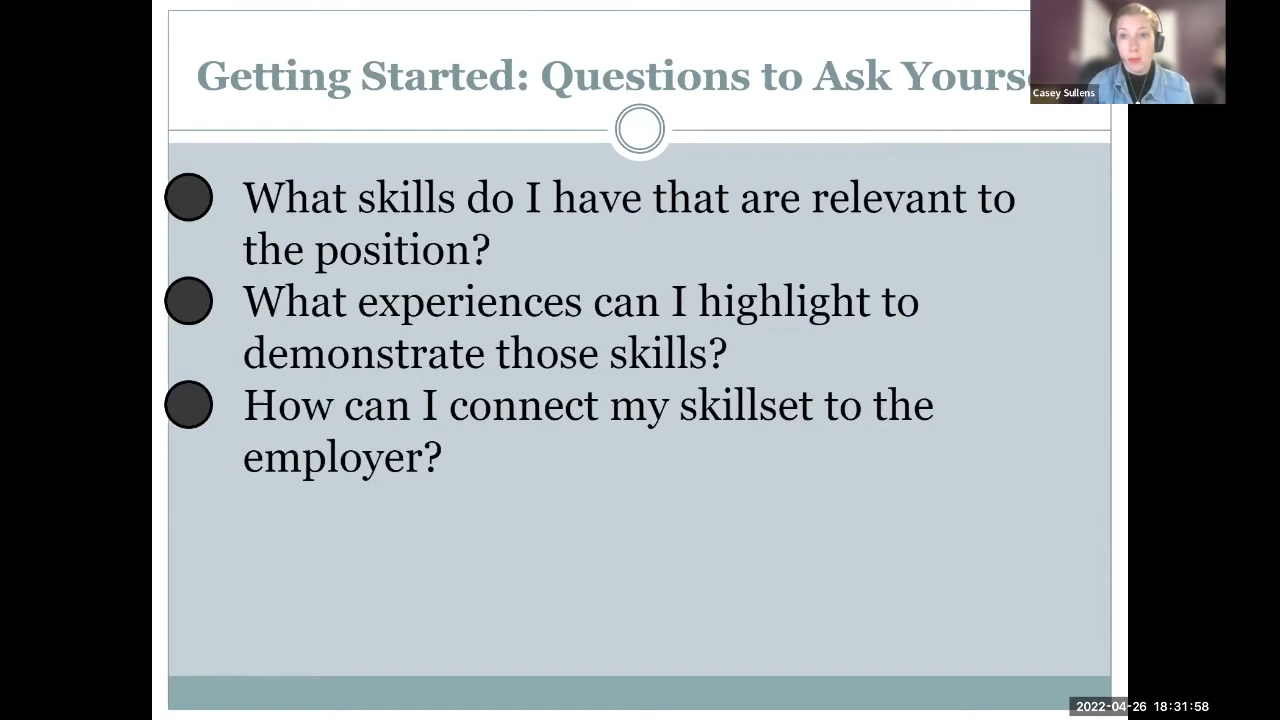 Getting Started: Questions to Ask
Casey Sullens
What skills do I have that are relevant to
the position?
What experiences can I highlight to
demonstrate those skills?
How can I connect my skillset to the
employer?
2022-04-26 18:31:58